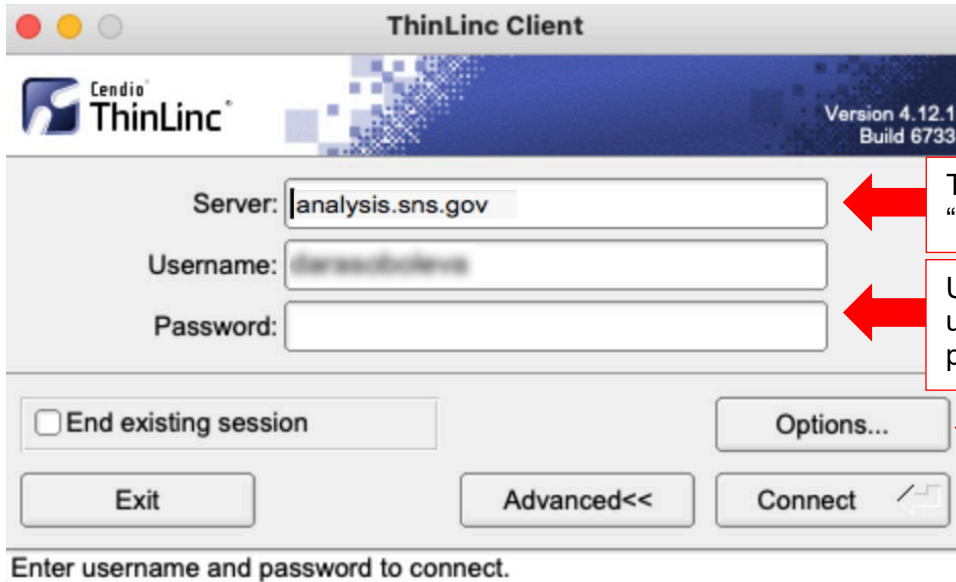 ThinLinc Client
Cendio
ThinLinc
Version 4.12.1
Build 6733
Server: analysis.sns.gov
Username:
Password:
End existing session
Options...
Exit
Advanced<<
Connect
Enter username and password to connect.